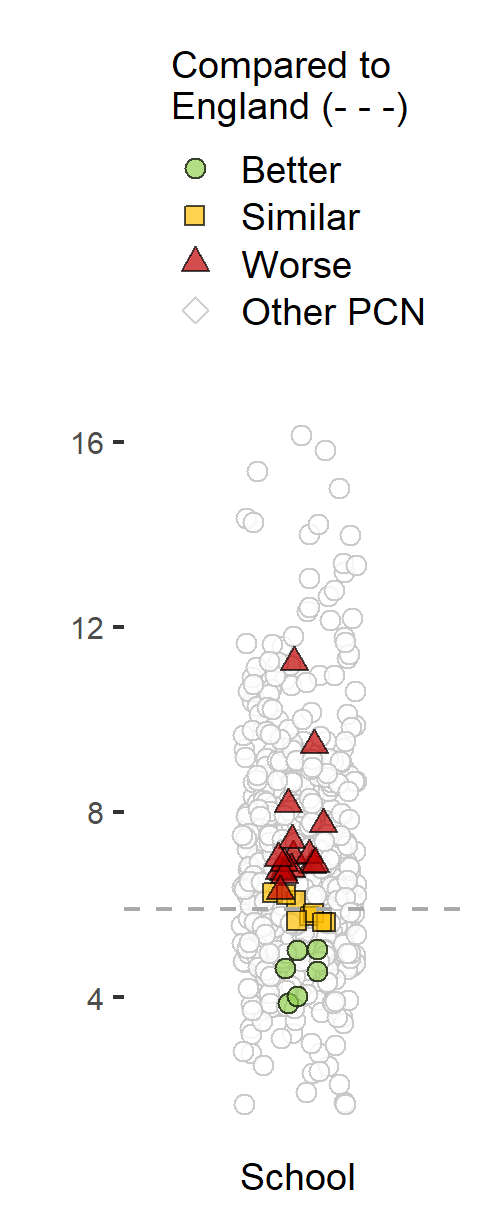 Compared to
England (- - -)
Better
Similar
Worse
Other PCN
16
12
8
4
School